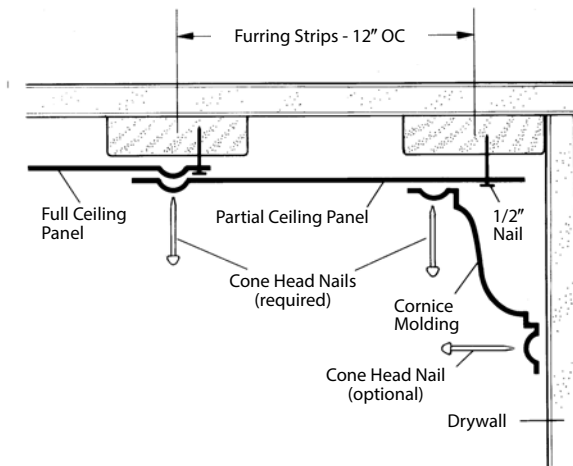 Furring Strips - 12″ OC
Full Ceiling
Panel
Partial Ceiling Panel
1/2″
Nail
Cone Head Nails
(required)
Cornice
Molding
Cone Head Nail
(optional)
Drywall